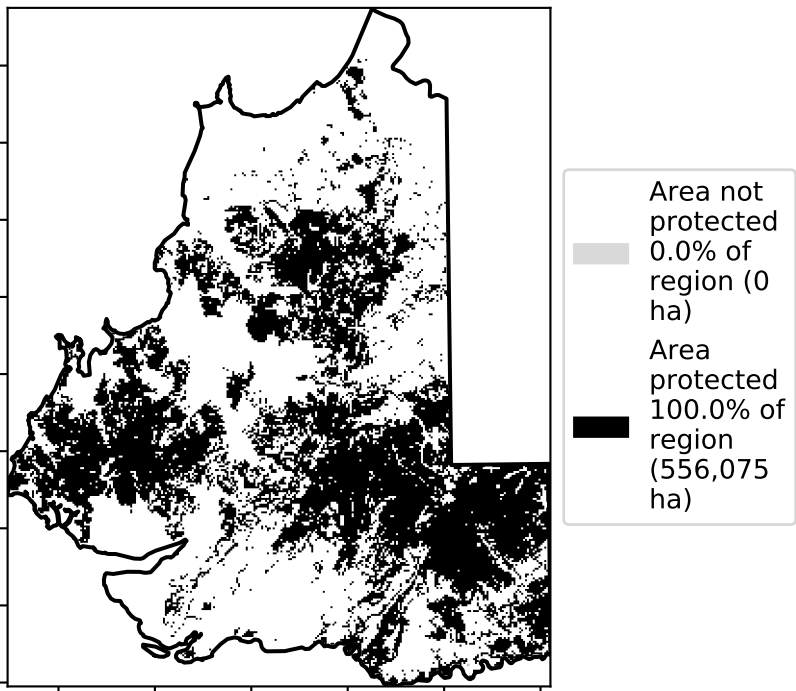 Area not
protected
0.0% of
region (0
ha)
Area
protected
100.0% of
region
(556,075
ha)